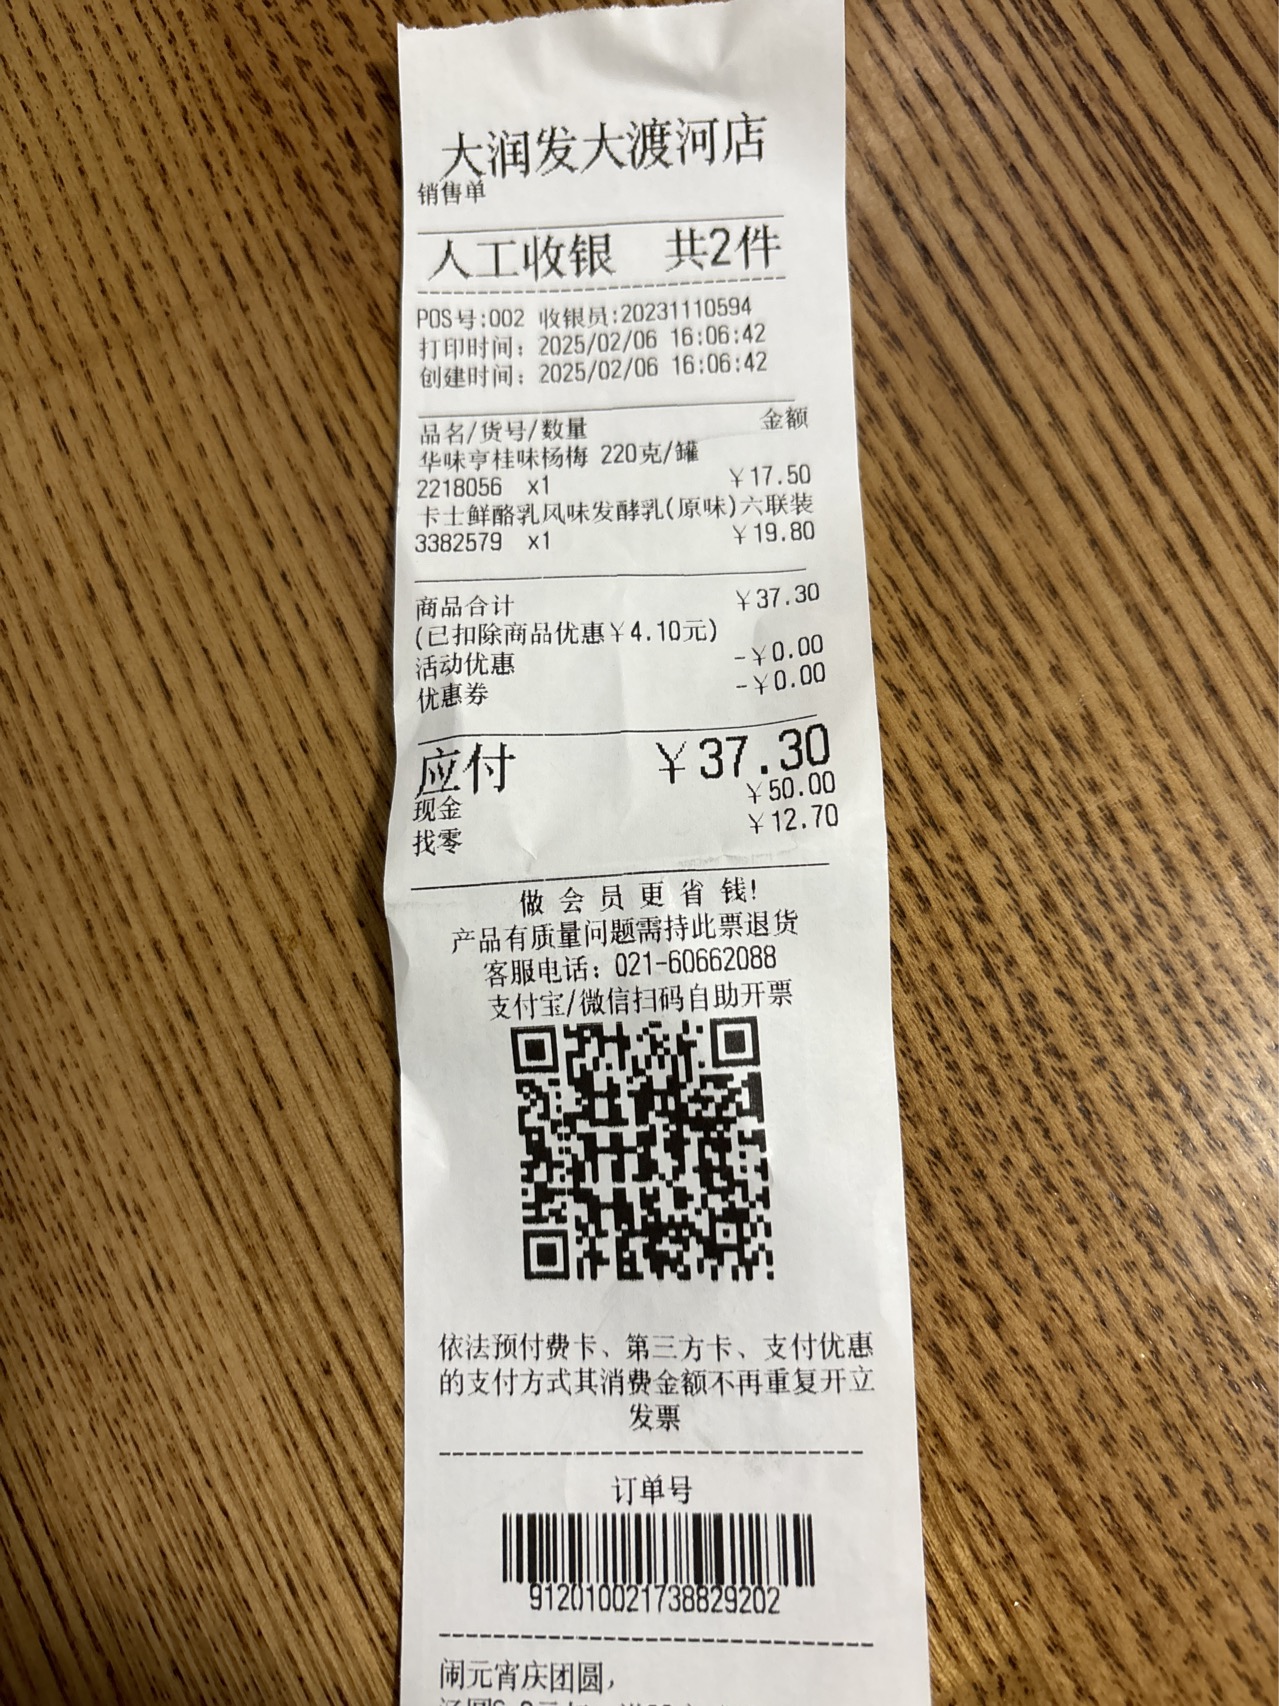 大润发大渡河店
销售单
人工收银 共2件
POS号:002 收银员:20231110594
打印时间：2025/02/06 16:06:42
创建时间：2025/02/06 16:06:42
品名/货号/数量 金额
华味亨桂味杨梅 220克/罐
2218056 x1 ￥17.50
卡士鲜酪乳风味发酵乳(原味)六联装
3382579 x1 ￥19.80
商品合计 ￥37.30
(已扣除商品优惠￥4.10元)
活动优惠 -￥0.00
优惠券 -￥0.00
应付 ￥37.30
现金 ￥50.00
找零 ￥12.70
做会员更省钱!
产品有质量问题需持此票退货
客服电话：021-60662088
支付宝/微信扫码自助开票
依法预付费卡、第三方卡、支付优惠
的支付方式其消费金额不再重复开立
发票
订单号
912010021738829202
闹元宵庆团圆，